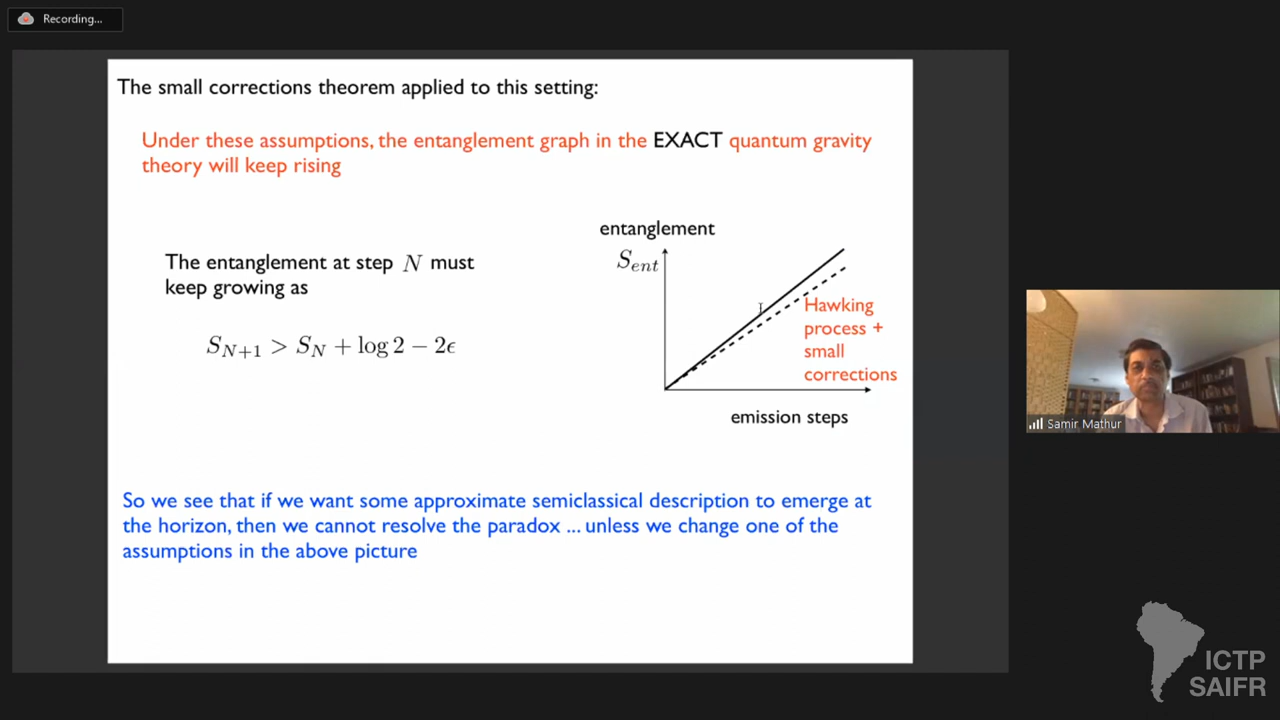 Recording...
The small corrections theorem applied to this setting:
Under these assumptions, the entanglement graph in the EXACT quantum gravity
theory will keep rising
The entanglement at step N must
keep growing as
S_{N+1} > S_N + log 2 − 2ϵ
entanglement
S_{ent}
Hawking
process +
small
corrections
emission steps
So we see that if we want some approximate semiclassical description to emerge at
the horizon, then we cannot resolve the paradox ... unless we change one of the
assumptions in the above picture
Samir Mathur
ICTP
SAIFR